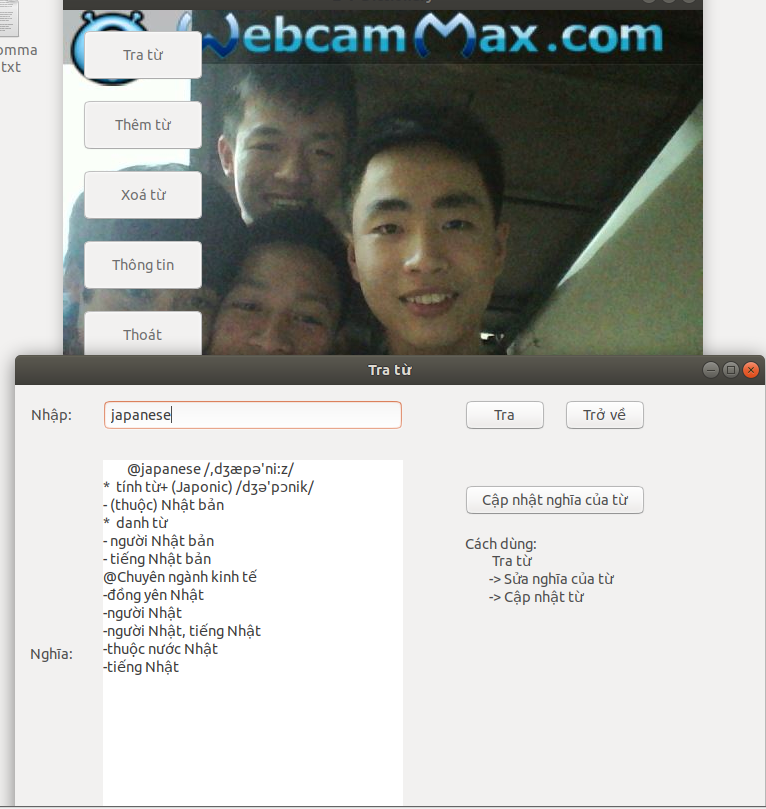 omma
txt
WebcamMax.com
Tra từ
Thêm từ
Xoá từ
Thông tin
Thoát
Tra từ
Nhập:
japanese
Tra
Trở về
@japanese /,dʒæpə'ni:z/
* tính từ+ (Japonic) /dʒə'pɔnik/
- (thuộc) Nhật bản
* danh từ
- người Nhật bản
- tiếng Nhật bản
@Chuyên ngành kinh tế
-đồng yên Nhật
-người Nhật
-người Nhật, tiếng Nhật
-thuộc nước Nhật
-tiếng Nhật
Nghĩa:
Cập nhật nghĩa của từ
Cách dùng:
Tra từ
-> Sửa nghĩa của từ
-> Cập nhật từ